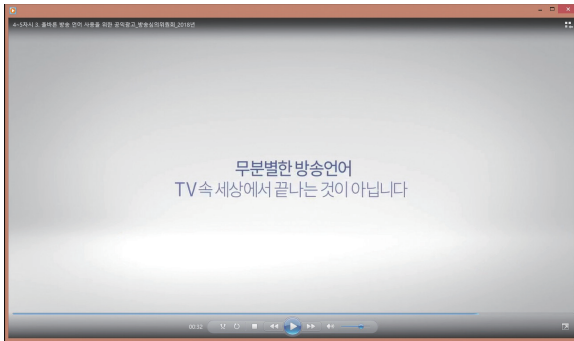 4~5차시 3. 올바른 방송 언어 사용을 위한 공익광고_방송심의위원회_2018년
무분별한 방송언어
TV 속 세상에서 끝나는 것이 아닙니다
00:32